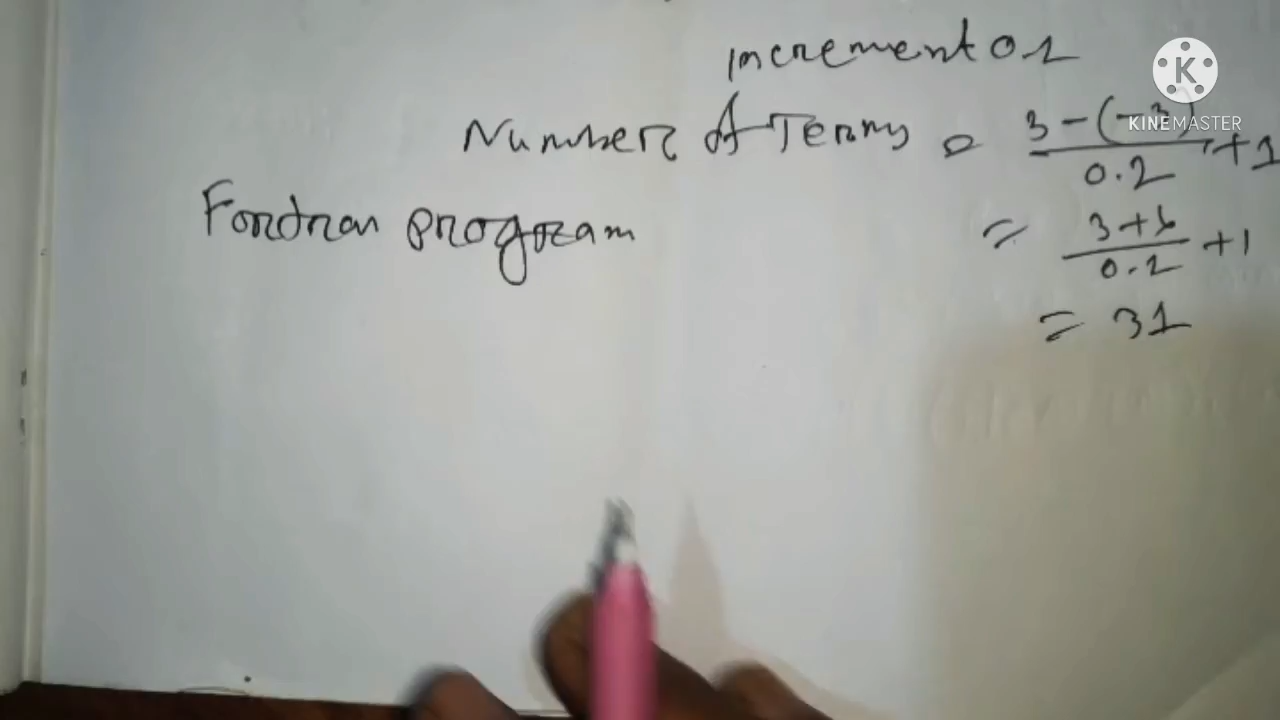 increment 0.2
K
KINEMASTER
Number of Terms = 3-(-3)/0.2 +1
Fortran program
= 3+3/0.2 +1
= 31